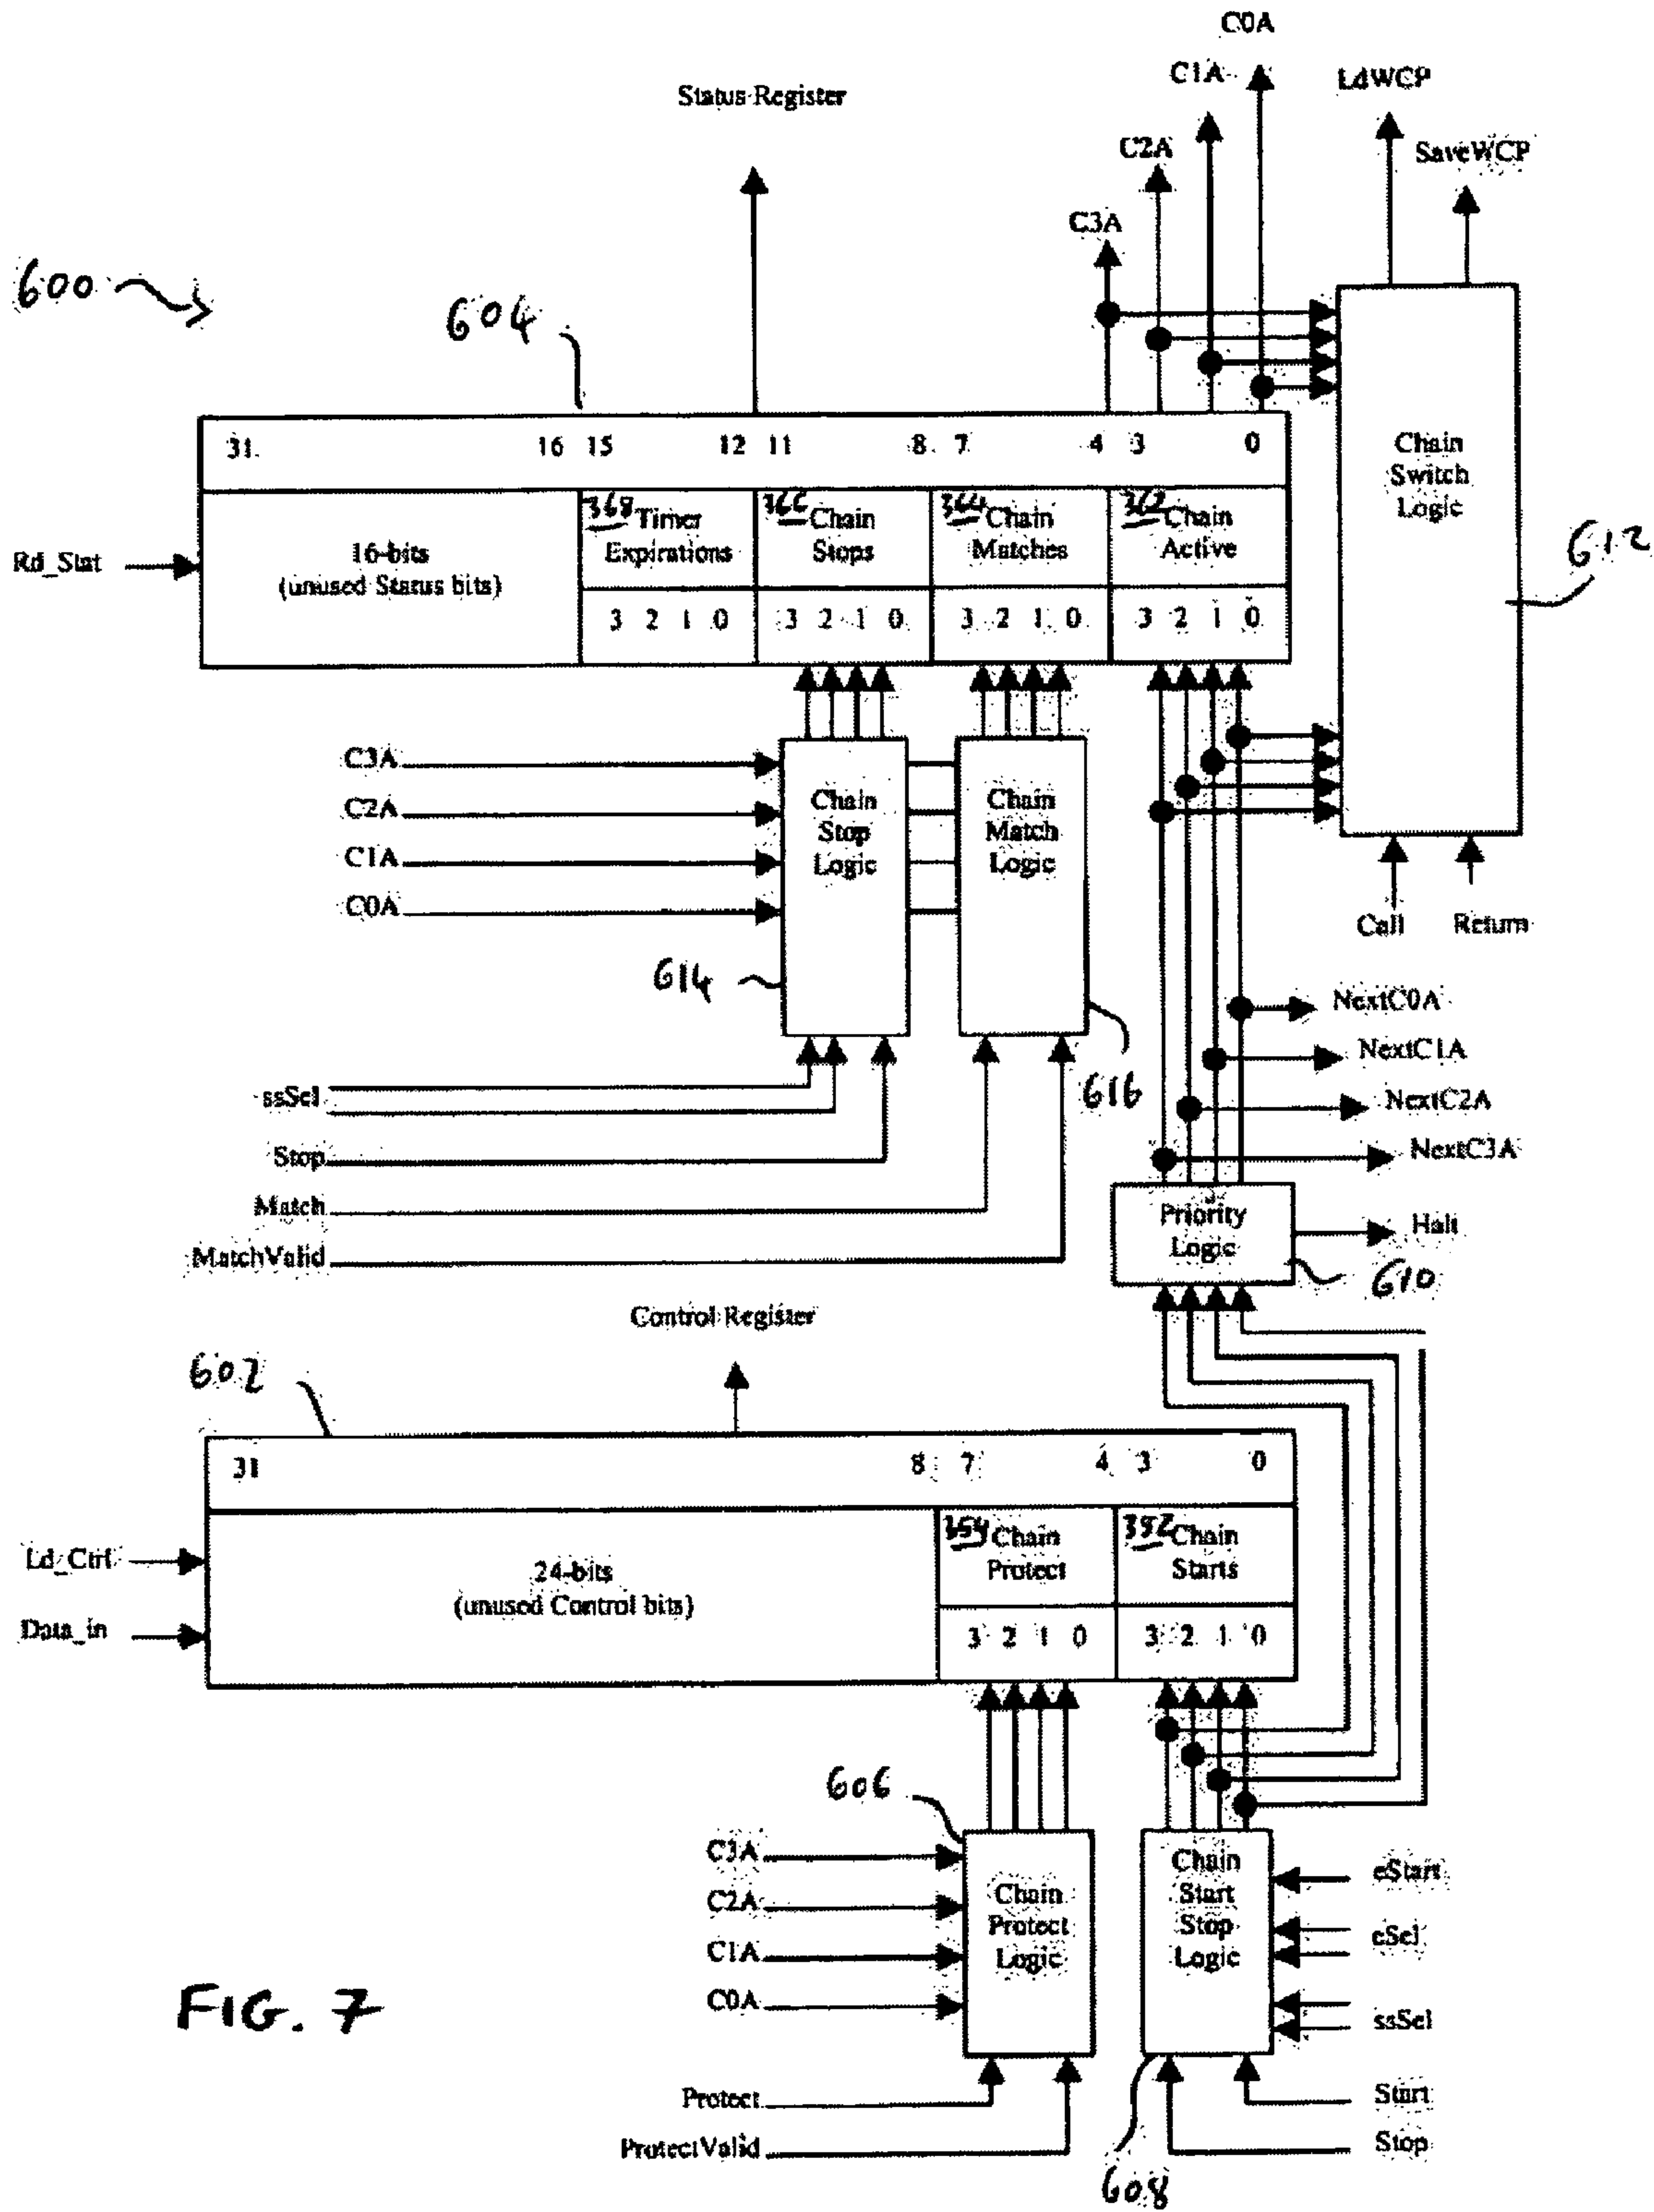 C0A
C1A
LdWCP
Status Register
C2A
SaveWCP
C3A
600
604
31 16 15 12 11 8 7 4 3 0
Chain
Switch
Logic
612
Rd_Stat
16-bits
(unused Status bits)
368 Timer
Expirations
366 Chain
Stops
364 Chain
Matches
362 Chain
Active
3 2 1 0
3 2 1 0
3 2 1 0
3 2 1 0
C3A
C2A
C1A
C0A
Chain
Stop
Logic
Chain
Match
Logic
614
616
Call
Return
ssSel
Stop
Match
MatchValid
NextC0A
NextC1A
NextC2A
NextC3A
Priority
Logic
Halt
610
Control Register
602
31 8 7 4 3 0
Ld_Ctrl
Data_in
24-bits
(unused Control bits)
354 Chain
Protect
352 Chain
Starts
3 2 1 0
3 2 1 0
606
C3A
C2A
C1A
C0A
Chain
Protect
Logic
Chain
Start
Stop
Logic
eStart
eSel
ssSel
Protect
ProtectValid
Start
Stop
608
FIG. 7